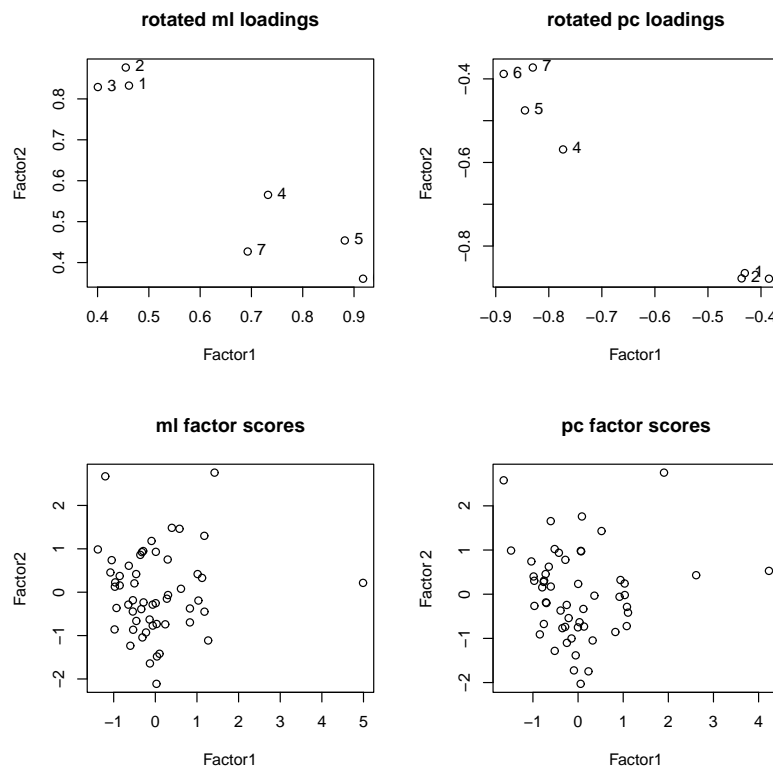 rotated ml loadings
Factor2
0.4 0.5 0.6 0.7 0.8
2
3
1
4
7
5
0.4 0.5 0.6 0.7 0.8 0.9
Factor1
rotated pc loadings
Factor2
−0.8 −0.6 −0.4
6
7
5
4
1
2
−0.9 −0.8 −0.7 −0.6 −0.5 −0.4
Factor1
ml factor scores
Factor2
−2 −1 0 1 2
−1 0 1 2 3 4 5
Factor1
pc factor scores
Factor 2
−2 −1 0 1 2
−1 0 1 2 3 4
Factor1